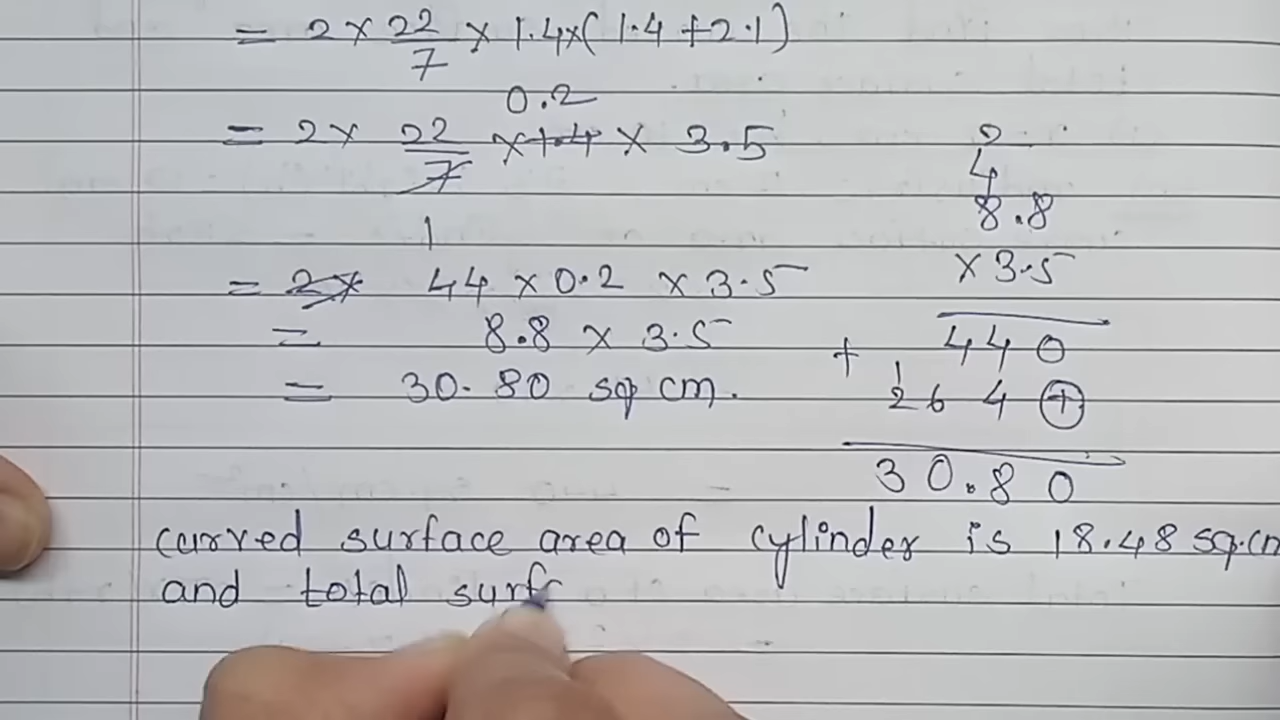 = 2 × 22/7 × 1.4×(1.4+2.1)
0.2
= 2× 22/7 ×1.4 × 3.5
1
= 2× 44 × 0.2 × 3.5
= 8.8 × 3.5
= 30.80 sq cm.
2
4
8.8
×3.5
+ 440
1
264+
30.80
curved surface area of cylinder is 18.48 sq.cm
and total surfa